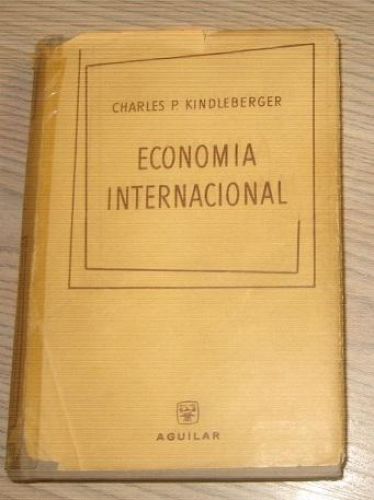 CHARLES P. KINDLEBERGER
ECONOMIA
INTERNACIONAL
AGUILAR